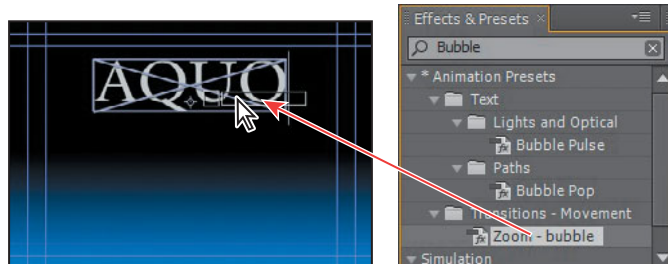 AQUO
Effects & Presets
Bubble
* Animation Presets
Text
Lights and Optical
Bubble Pulse
Paths
Bubble Pop
Transitions - Movement
Zoom - bubble
Simulation